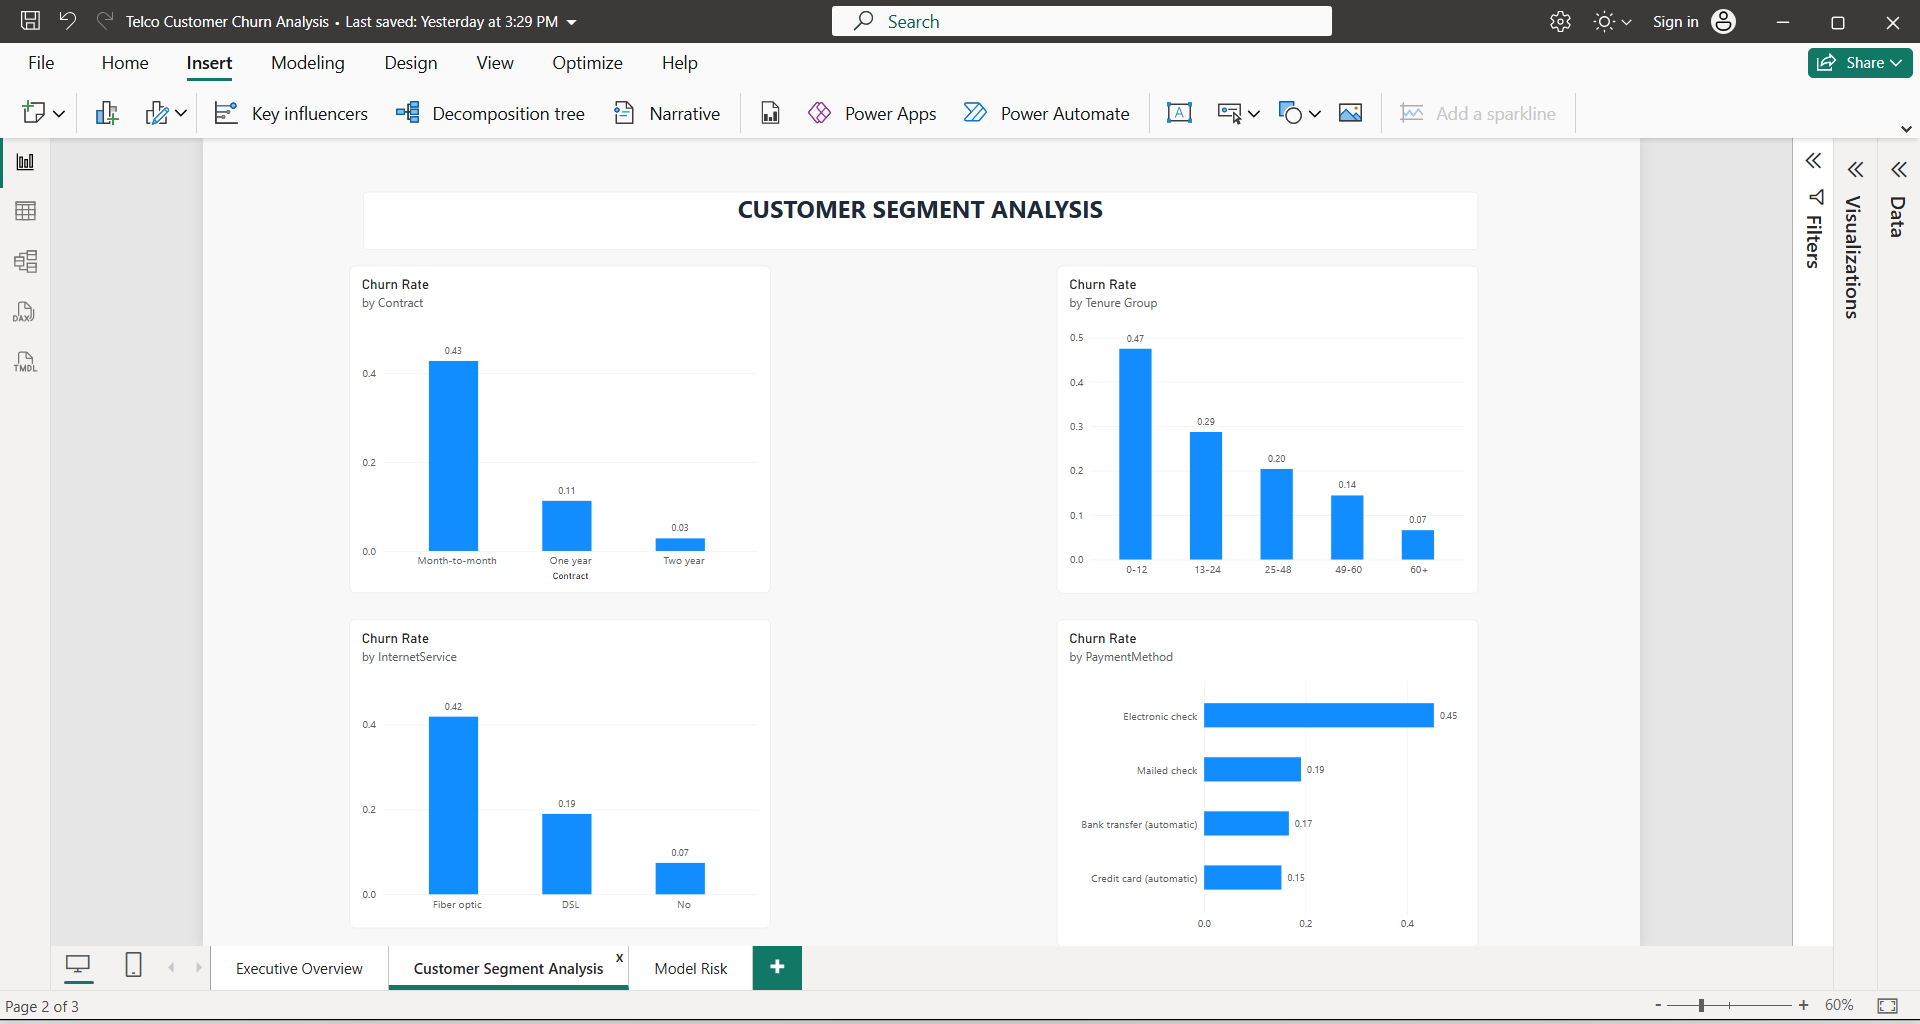 Telco Customer Churn Analysis • Last saved: Yesterday at 3:29 PM
Search
Sign in
File Home Insert Modeling Design View Optimize Help
Share
Key influencers Decomposition tree Narrative Power Apps Power Automate A Add a sparkline
DAX
TMDL
Filters
Visualizations
Data
CUSTOMER SEGMENT ANALYSIS
Churn Rate
by Contract
0.4
0.2
0.0
0.43
0.11
0.03
Month-to-month One year Two year
Contract
Churn Rate
by Tenure Group
0.5
0.4
0.3
0.2
0.1
0.0
0.47
0.29
0.20
0.14
0.07
0-12 13-24 25-48 49-60 60+
Churn Rate
by InternetService
0.4
0.2
0.0
0.42
0.19
0.07
Fiber optic DSL No
Churn Rate
by PaymentMethod
Electronic check 0.45
Mailed check 0.19
Bank transfer (automatic) 0.17
Credit card (automatic) 0.15
0.0 0.2 0.4
Executive Overview Customer Segment Analysis x Model Risk +
Page 2 of 3
- + 60%